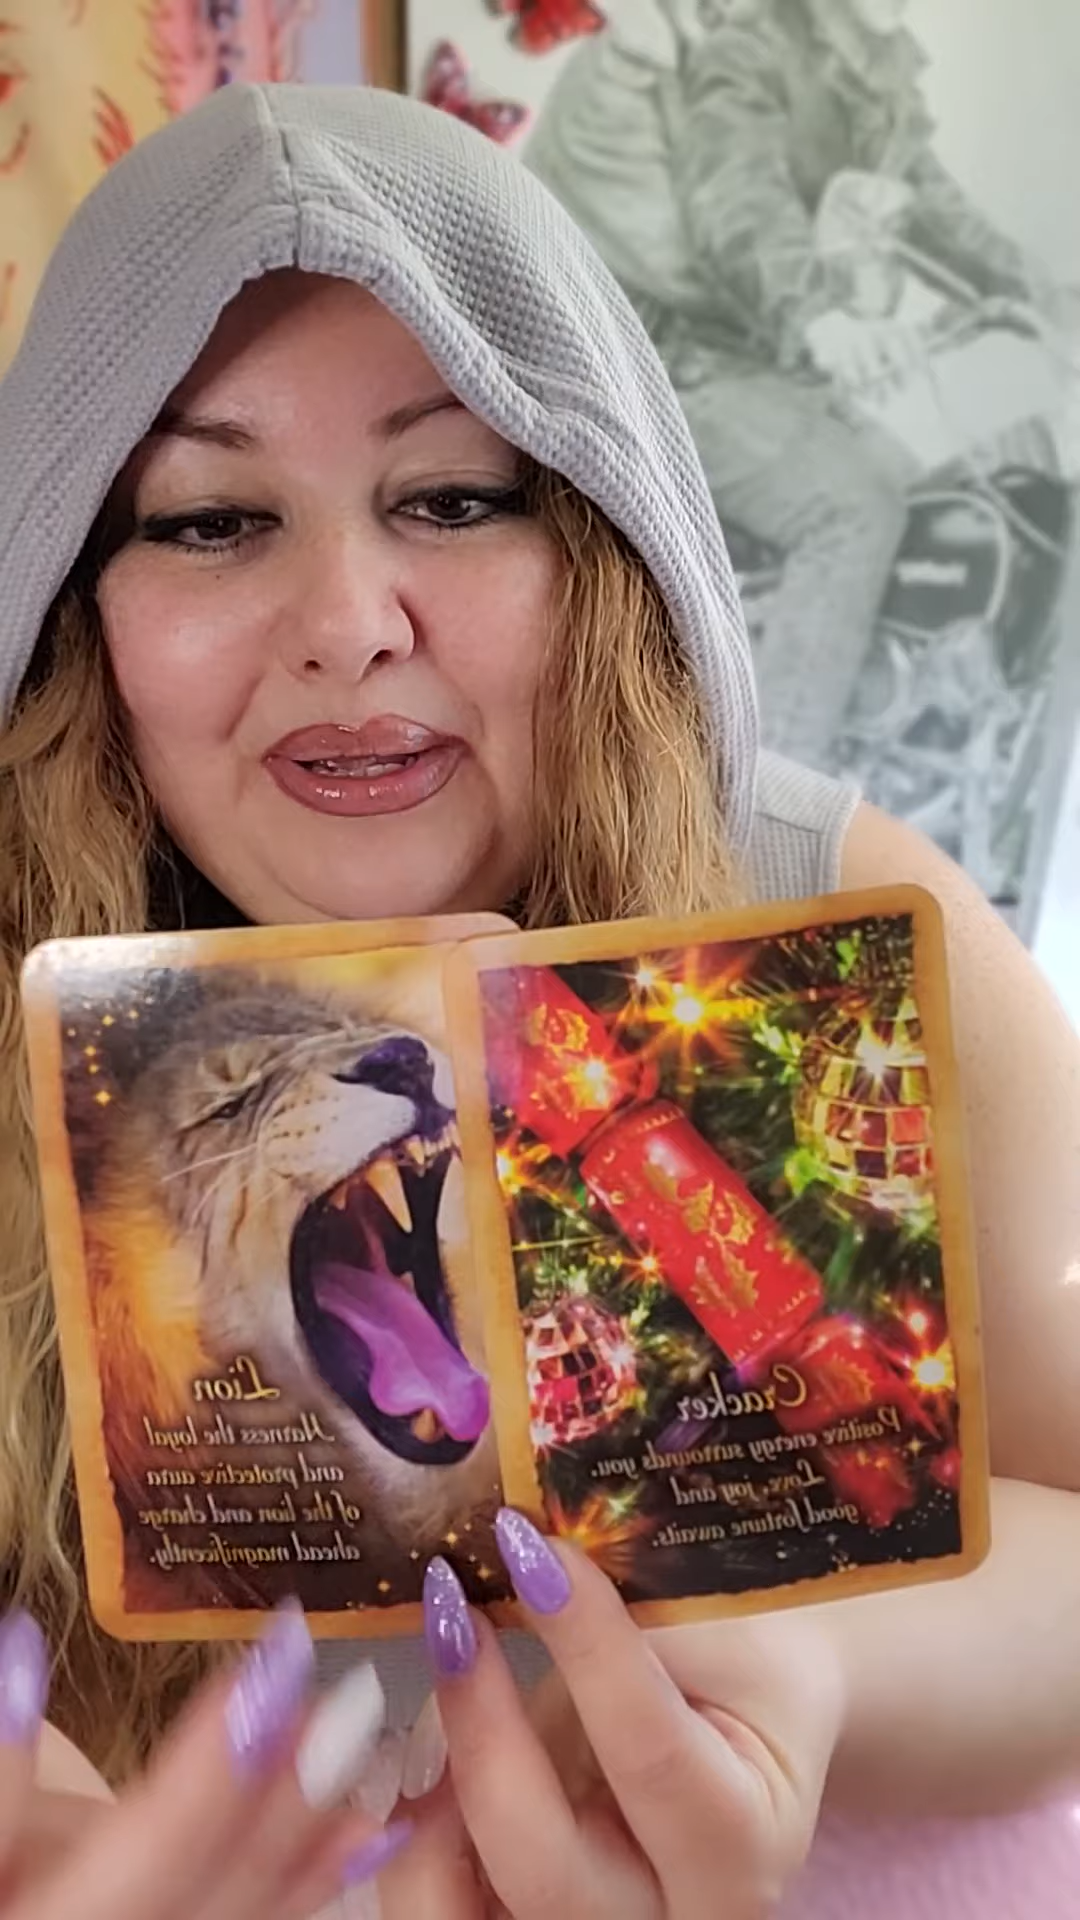 Lion
Harness the loyal
and protective aura
of the lion and charge
ahead magnificently.
Cracker
Positive energy surrounds you.
Love, joy and
good fortune awaits.